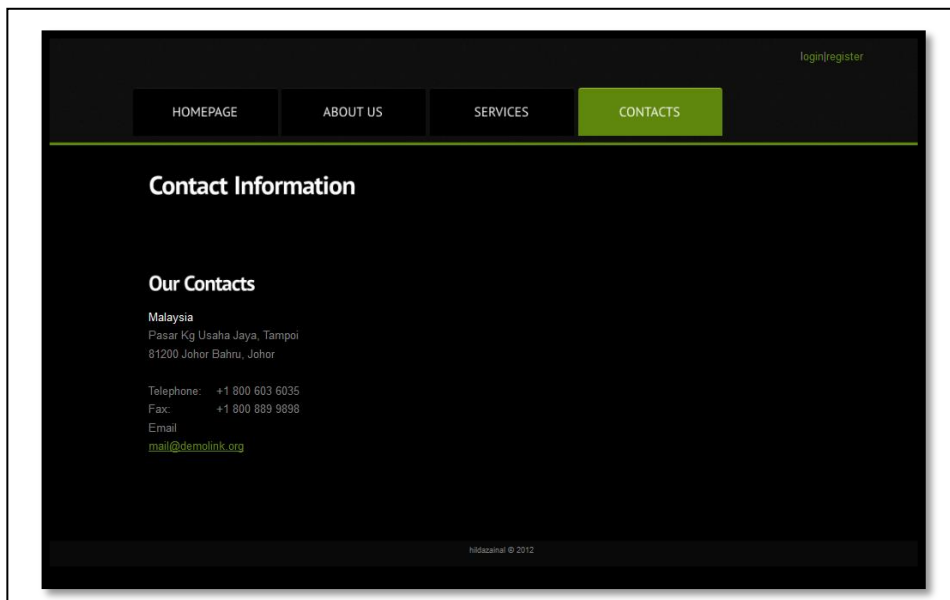 login|register
HOMEPAGE ABOUT US SERVICES CONTACTS
Contact Information
Our Contacts
Malaysia
Pasar Kg Usaha Jaya, Tampoi
81200 Johor Bahru, Johor
Telephone: +1 800 603 6035
Fax: +1 800 889 9898
Email
mail@demolink.org
hildazainal © 2012